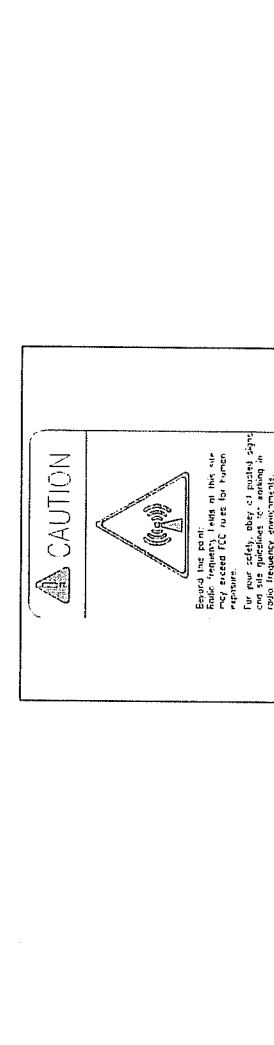 CAUTION
Beyond this point:
Radio frequency fields at this site
may exceed FCC rules for human
exposure.
For your safety, obey all posted signs
and site guidelines for working in
radio frequency environments.